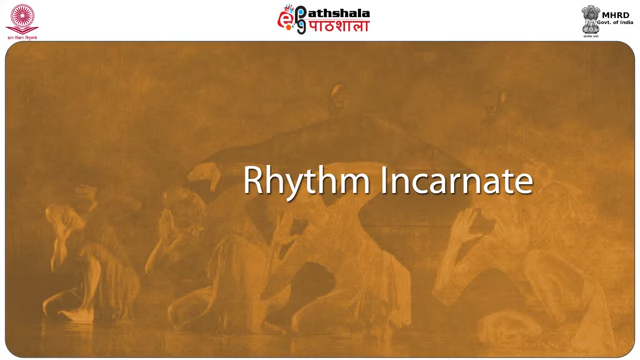 Pathshala
पाठशाला
MHRD
Govt. of India
Rhythm Incarnate